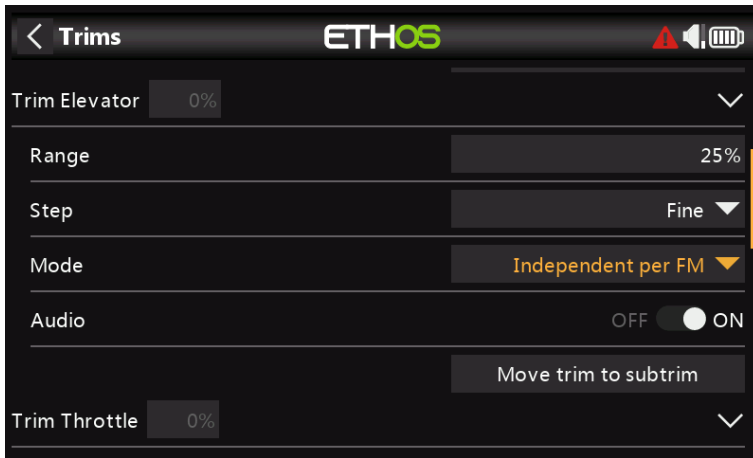 Trims ETHOS
Trim Elevator 0%
Range 25%
Step Fine
Mode Independent per FM
Audio OFF ON
Move trim to subtrim
Trim Throttle 0%